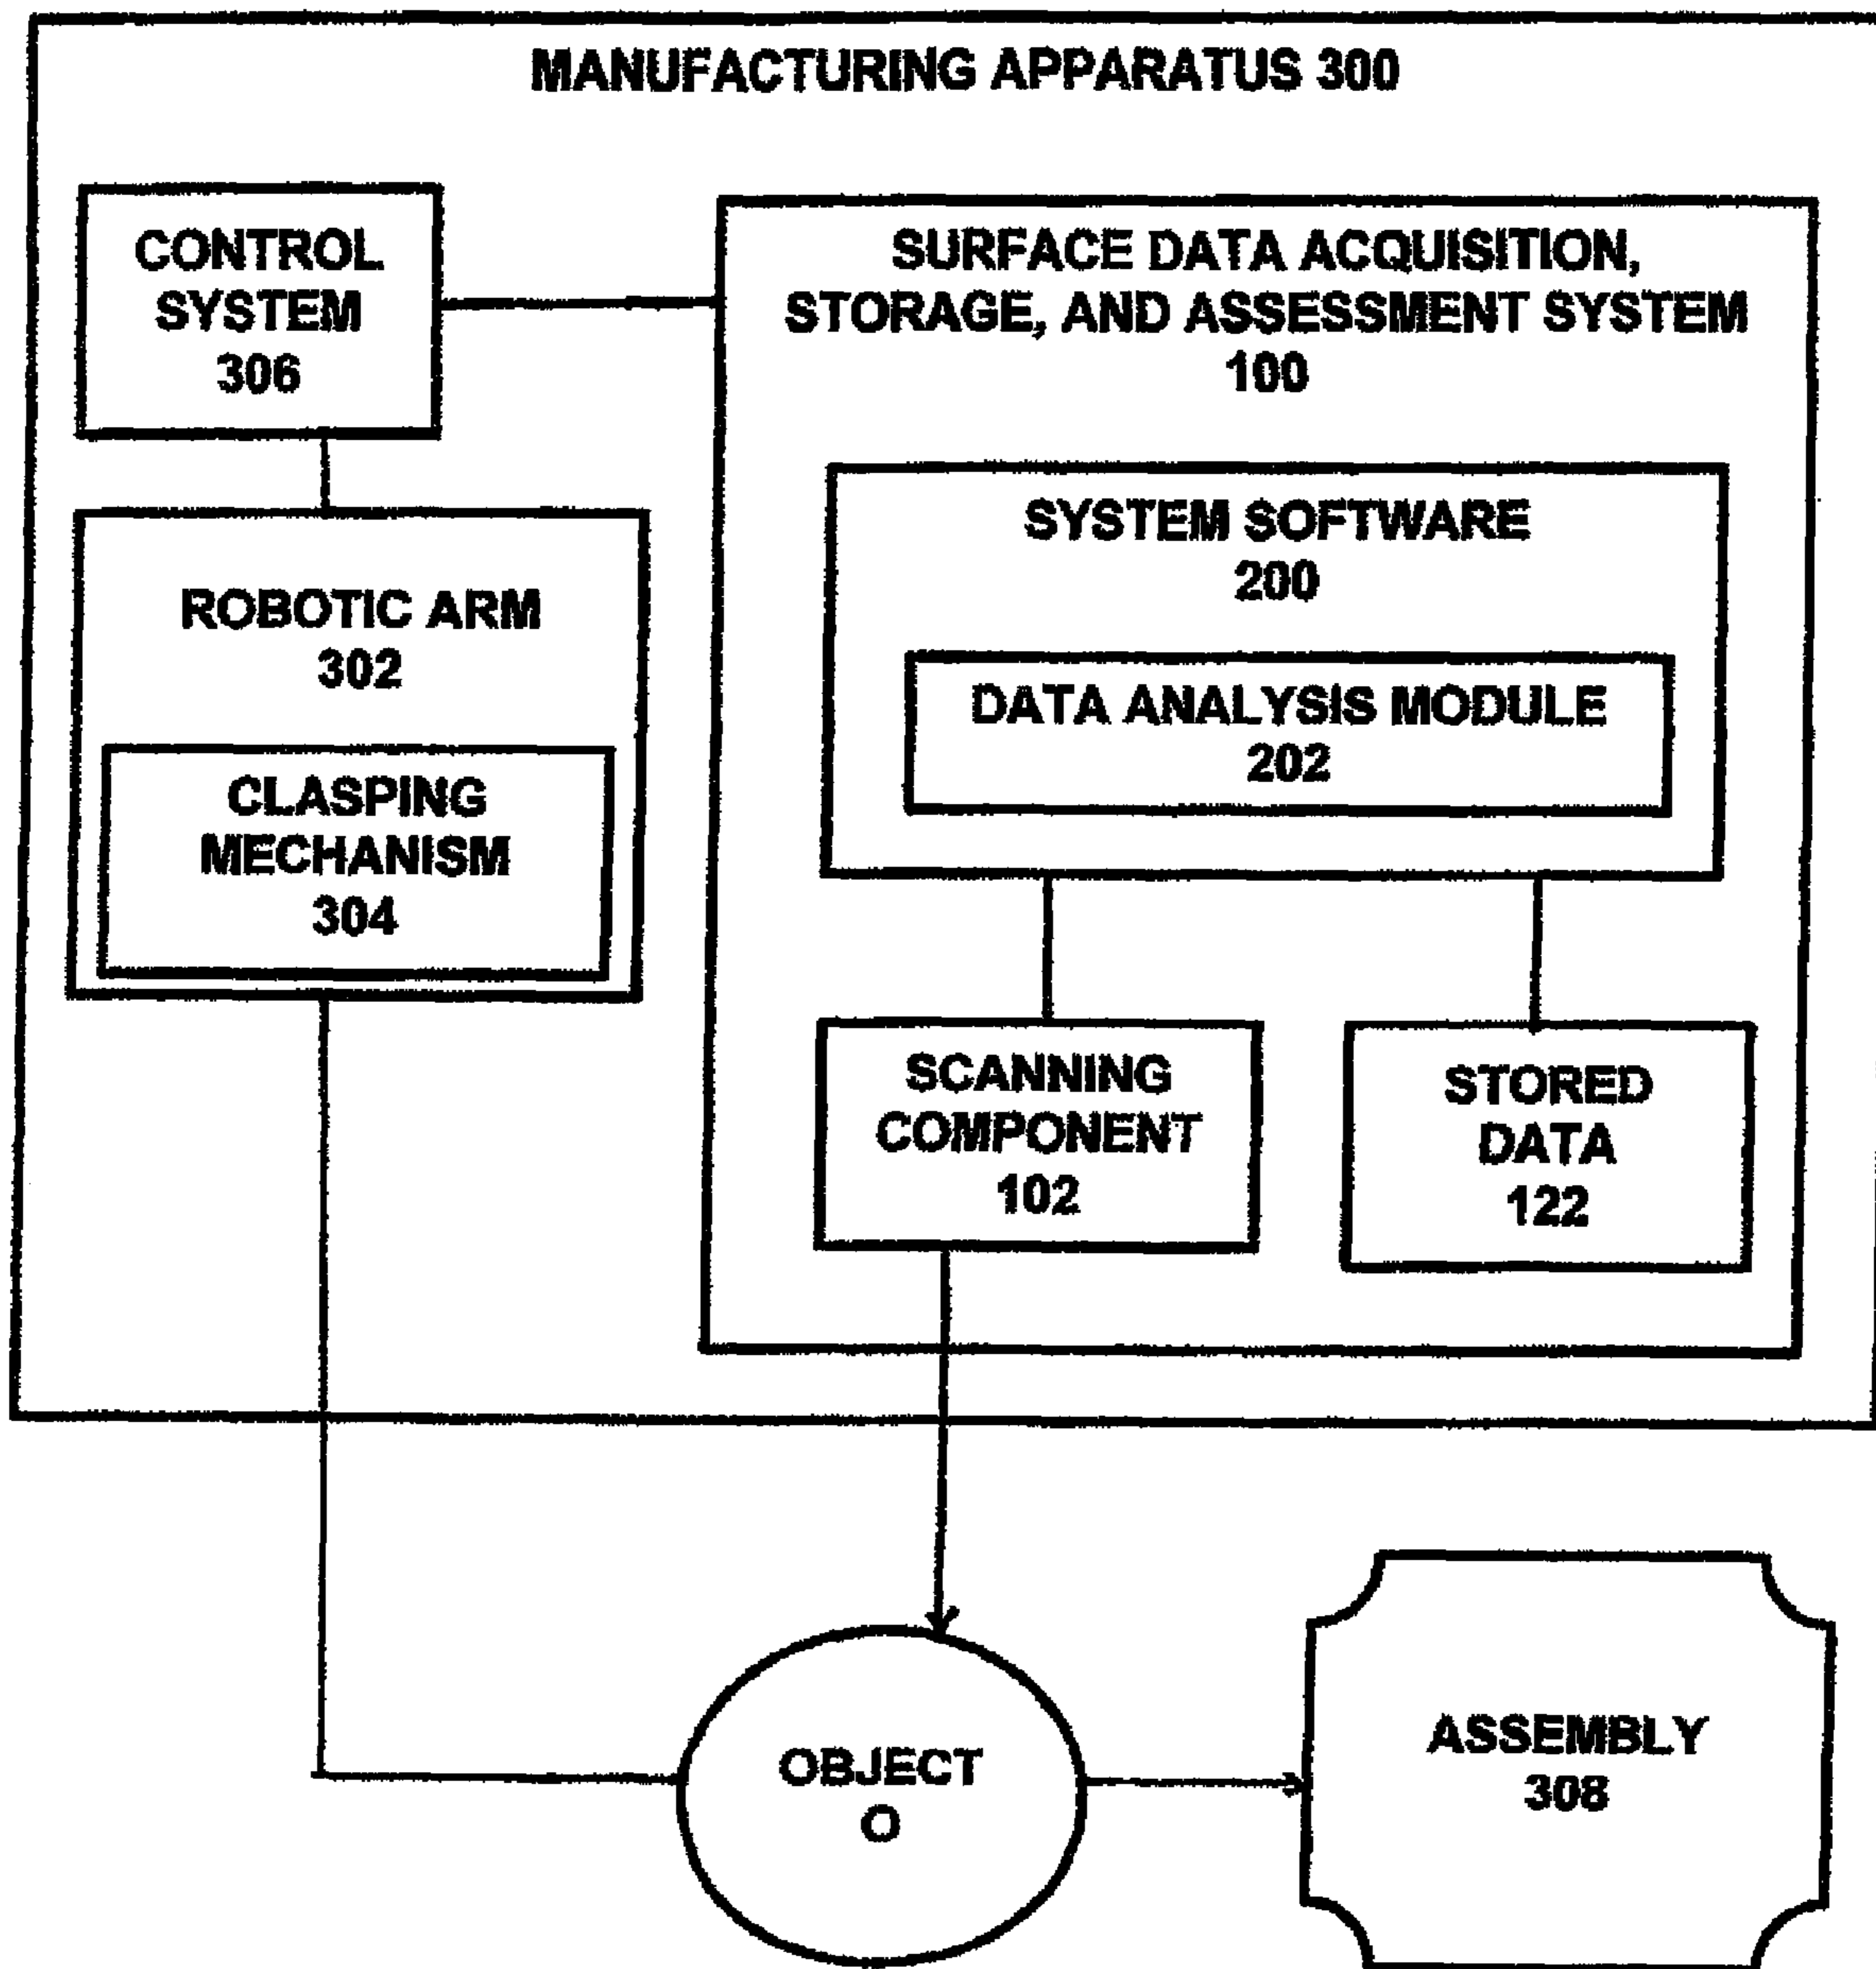 MANUFACTURING APPARATUS 300
CONTROL
SYSTEM
306
SURFACE DATA ACQUISITION,
STORAGE, AND ASSESSMENT SYSTEM
100
SYSTEM SOFTWARE
200
ROBOTIC ARM
302
DATA ANALYSIS MODULE
202
CLASPING
MECHANISM
304
SCANNING
COMPONENT
102
STORED
DATA
122
OBJECT
O
ASSEMBLY
308